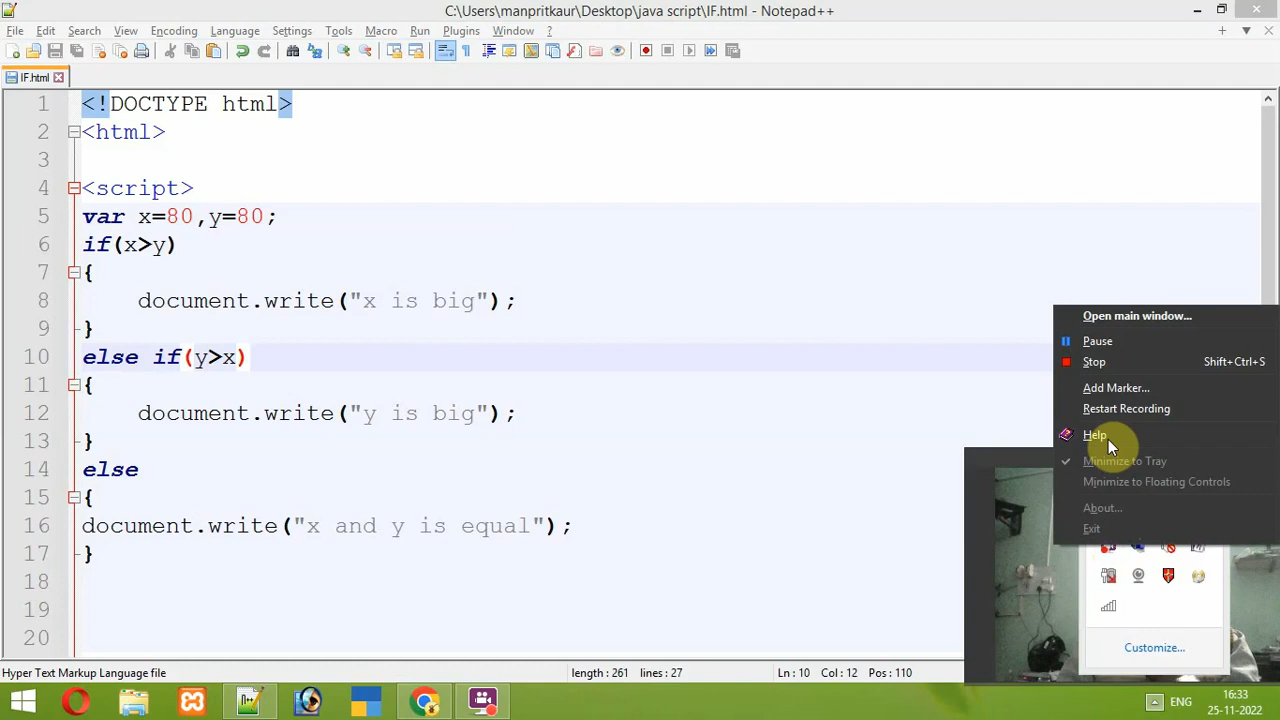 C:\Users\manpritkaur\Desktop\java script\IF.html - Notepad++
File Edit Search View Encoding Language Settings Tools Macro Run Plugins Window ?
IF.html
1 <!DOCTYPE html>
2 <html>
3
4 <script>
5 var x=80,y=80;
6 if(x>y)
7 {
8 document.write("x is big");
9 }
10 else if(y>x)
11 {
12 document.write("y is big");
13 }
14 else
15 {
16 document.write("x and y is equal");
17 }
18
19
20
Open main window...
Pause
Stop Shift+Ctrl+S
Add Marker...
Restart Recording
Help
Minimize to Tray
Minimize to Floating Controls
About...
Exit
Customize...
Hyper Text Markup Language file length : 261 lines : 27 Ln : 10 Col : 12 Pos : 110
ENG
16:33
25-11-2022